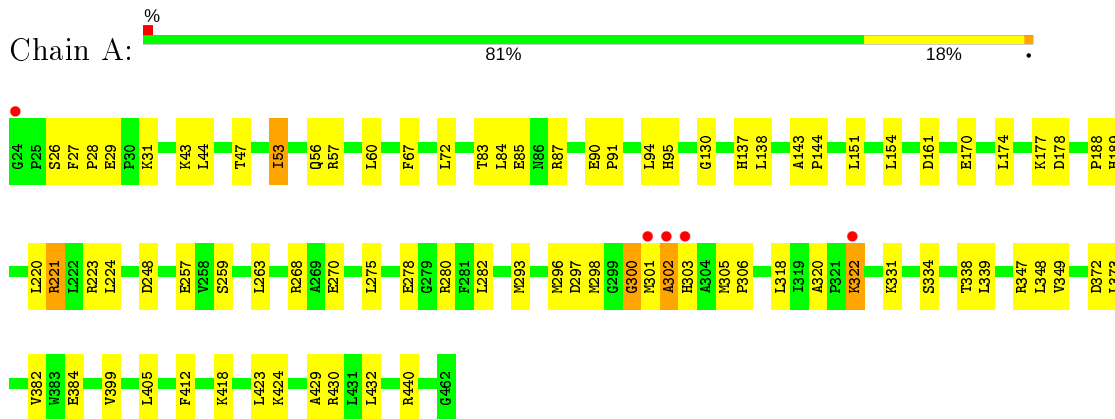 %
Chain A:
81%
18%
.
G24 P25 S26 F27 P28 E29 P30 K31 K43 L44 T47 I53 Q56 R57 L60 F67 L72 T83 L84 E85 N86 R87 E90 P91 L94 H95 G130 H137 L138 A143 P144 L151 L154 D161 E170 L174 K177 D178 P188 H189
L220 R221 L222 R223 L224 D248 E257 V258 S259 L263 R268 A269 E270 L275 E278 G279 R280 F281 L282 M293 M296 D297 M298 G299 G300 M301 A302 H303 A304 M305 P306 L318 I319 A320 P321 K322 K331 S334 T338 L339 R347 L348 V349 D372 L373
V382 W383 E384 V399 L405 F412 K418 L423 K424 A429 R430 L431 L432 R440 G462